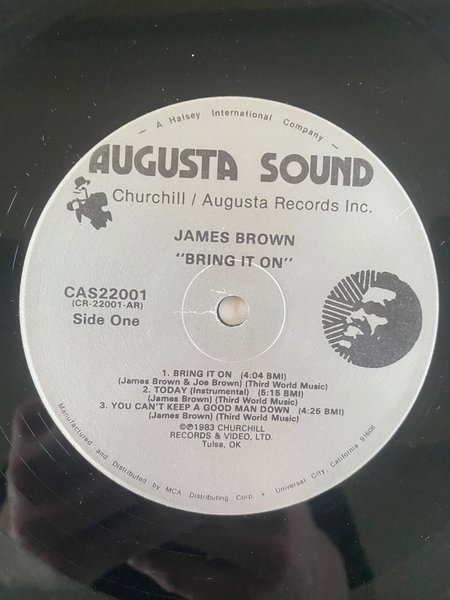 - A Halsey International Company -
AUGUSTA SOUND
Churchill / Augusta Records Inc.
JAMES BROWN
"BRING IT ON"
CAS22001
(CR-22001-AR)
Side One
1. BRING IT ON (4:04 BMI)
(James Brown & Joe Brown) (Third World Music)
2. TODAY (Instrumental) (5:15 BMI)
(James Brown) (Third World Music)
3. YOU CAN'T KEEP A GOOD MAN DOWN (4:25 BMI)
(James Brown) (Third World Music)
©℗1983 CHURCHILL
RECORDS & VIDEO, LTD.
Tulsa, OK
Manufactured and Distributed by MCA Distributing Corp. • Universal City, California 91608